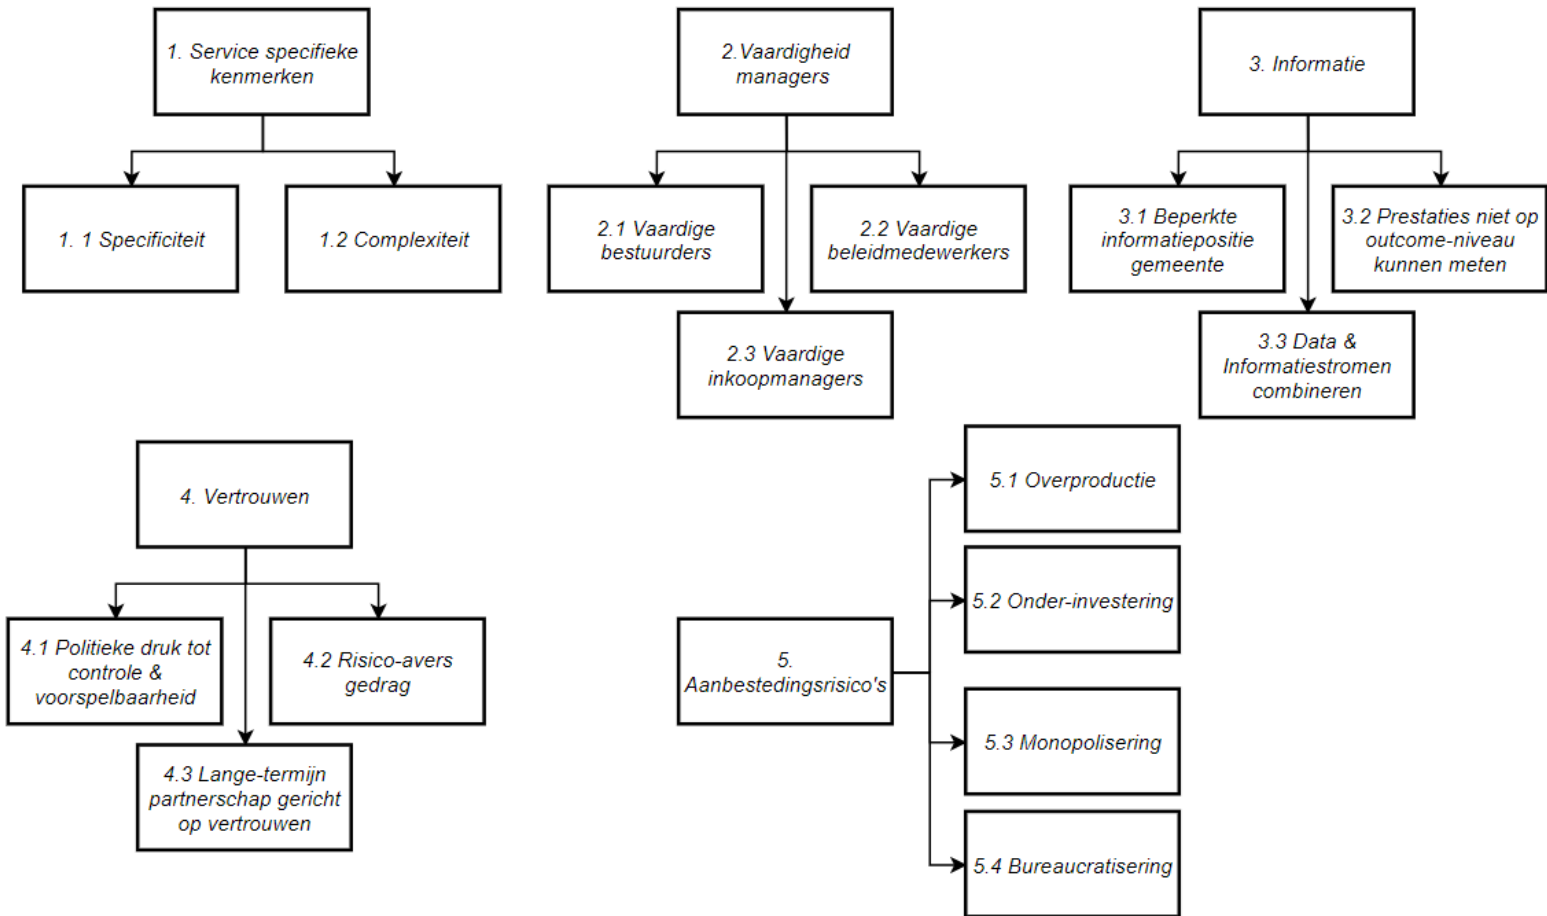 1. Service specifieke
kenmerken
2.Vaardigheid
managers
3. Informatie
1. 1 Specificiteit
1.2 Complexiteit
2.1 Vaardige
bestuurders
2.2 Vaardige
beleidmedewerkers
3.1 Beperkte
informatiepositie
gemeente
3.2 Prestaties niet op
outcome-niveau
kunnen meten
2.3 Vaardige
inkoopmanagers
3.3 Data &
Informatiestromen
combineren
4. Vertrouwen
4.1 Politieke druk tot
controle &
voorspelbaarheid
4.2 Risico-avers
gedrag
4.3 Lange-termijn
partnerschap gericht
op vertrouwen
5.
Aanbestedingsrisico's
5.1 Overproductie
5.2 Onder-investering
5.3 Monopolisering
5.4 Bureaucratisering